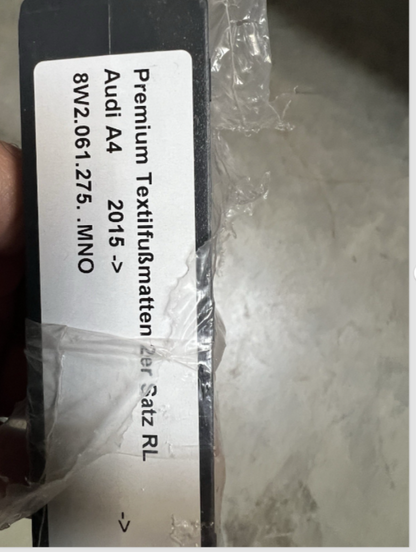 Premium Textilfußmatten 2er Satz RL ->
Audi A4 2015 ->
8W2.061.275. .MNO